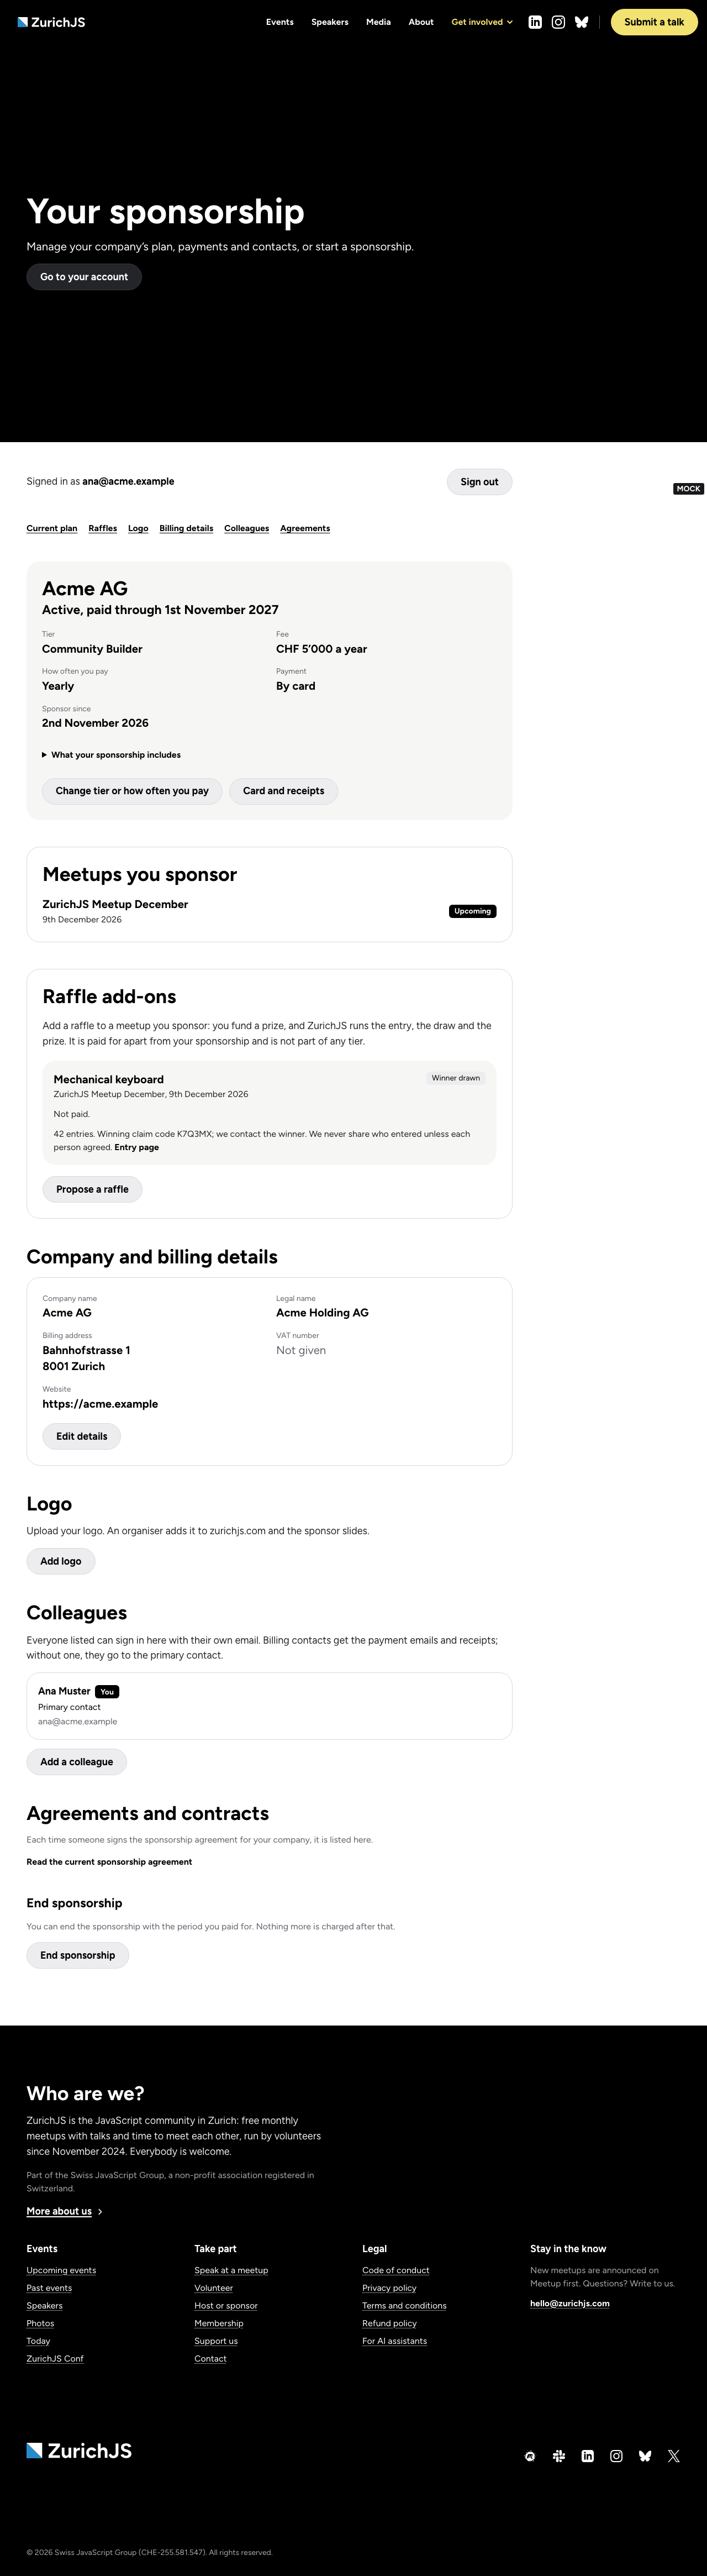 ZurichJS
Events
Speakers
Media
About
Get involved
Submit a talk
Your sponsorship
Manage your company’s plan, payments and contacts, or start a sponsorship.
Go to your account
Signed in as ana@acme.example
Sign out
MOCK
Current plan
Raffles
Logo
Billing details
Colleagues
Agreements
Acme AG
Active, paid through 1st November 2027
Tier
Community Builder
Fee
CHF 5’000 a year
How often you pay
Yearly
Payment
By card
Sponsor since
2nd November 2026
What your sponsorship includes
Change tier or how often you pay
Card and receipts
Meetups you sponsor
ZurichJS Meetup December
9th December 2026
Upcoming
Raffle add-ons
Add a raffle to a meetup you sponsor: you fund a prize, and ZurichJS runs the entry, the draw and the
prize. It is paid for apart from your sponsorship and is not part of any tier.
Mechanical keyboard
Winner drawn
ZurichJS Meetup December, 9th December 2026
Not paid.
42 entries. Winning claim code K7Q3MX; we contact the winner. We never share who entered unless each
person agreed. Entry page
Propose a raffle
Company and billing details
Company name
Acme AG
Legal name
Acme Holding AG
Billing address
Bahnhofstrasse 1
8001 Zurich
VAT number
Not given
Website
https://acme.example
Edit details
Logo
Upload your logo. An organiser adds it to zurichjs.com and the sponsor slides.
Add logo
Colleagues
Everyone listed can sign in here with their own email. Billing contacts get the payment emails and receipts;
without one, they go to the primary contact.
Ana Muster You
Primary contact
ana@acme.example
Add a colleague
Agreements and contracts
Each time someone signs the sponsorship agreement for your company, it is listed here.
Read the current sponsorship agreement
End sponsorship
You can end the sponsorship with the period you paid for. Nothing more is charged after that.
End sponsorship
Who are we?
ZurichJS is the JavaScript community in Zurich: free monthly
meetups with talks and time to meet each other, run by volunteers
since November 2024. Everybody is welcome.
Part of the Swiss JavaScript Group, a non-profit association registered in
Switzerland.
More about us
Events
Upcoming events
Past events
Speakers
Photos
Today
ZurichJS Conf
Take part
Speak at a meetup
Volunteer
Host or sponsor
Membership
Support us
Contact
Legal
Code of conduct
Privacy policy
Terms and conditions
Refund policy
For AI assistants
Stay in the know
New meetups are announced on
Meetup first. Questions? Write to us.
hello@zurichjs.com
ZurichJS
© 2026 Swiss JavaScript Group (CHE-255.581.547). All rights reserved.